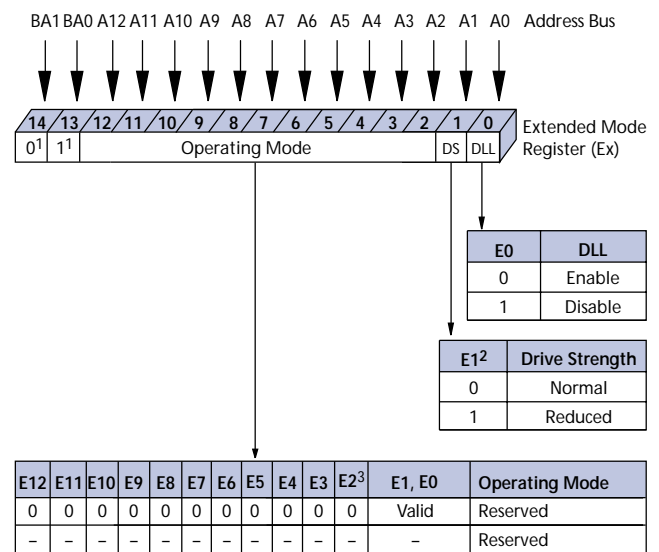 BA1 BA0 A12 A11 A10 A9 A8 A7 A6 A5 A4 A3 A2 A1 A0 Address Bus
14 13 12 11 10 9 8 7 6 5 4 3 2 1 0 Extended Mode
0¹ 1¹ Operating Mode DS DLL Register (Ex)
E0 DLL
0 Enable
1 Disable
E1² Drive Strength
0 Normal
1 Reduced
E12 E11 E10 E9 E8 E7 E6 E5 E4 E3 E2³ E1, E0 Operating Mode
0 0 0 0 0 0 0 0 0 0 0 Valid Reserved
– – – – – – – – – – – – Reserved